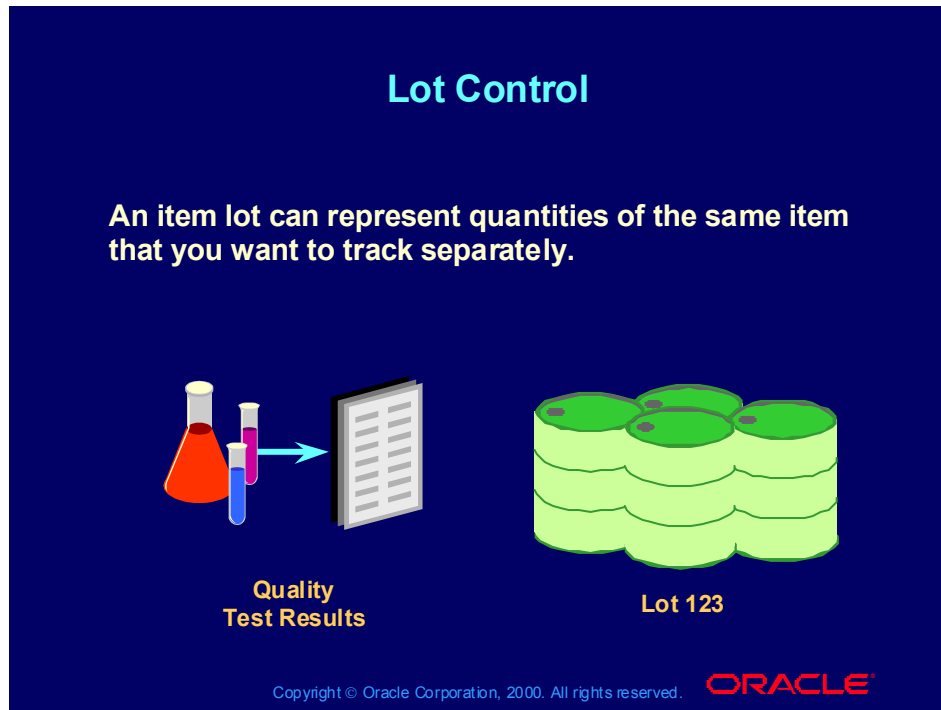 Lot Control
An item lot can represent quantities of the same item
that you want to track separately.
Quality
Test Results
Lot 123
Copyright © Oracle Corporation, 2000. All rights reserved.
ORACLE®